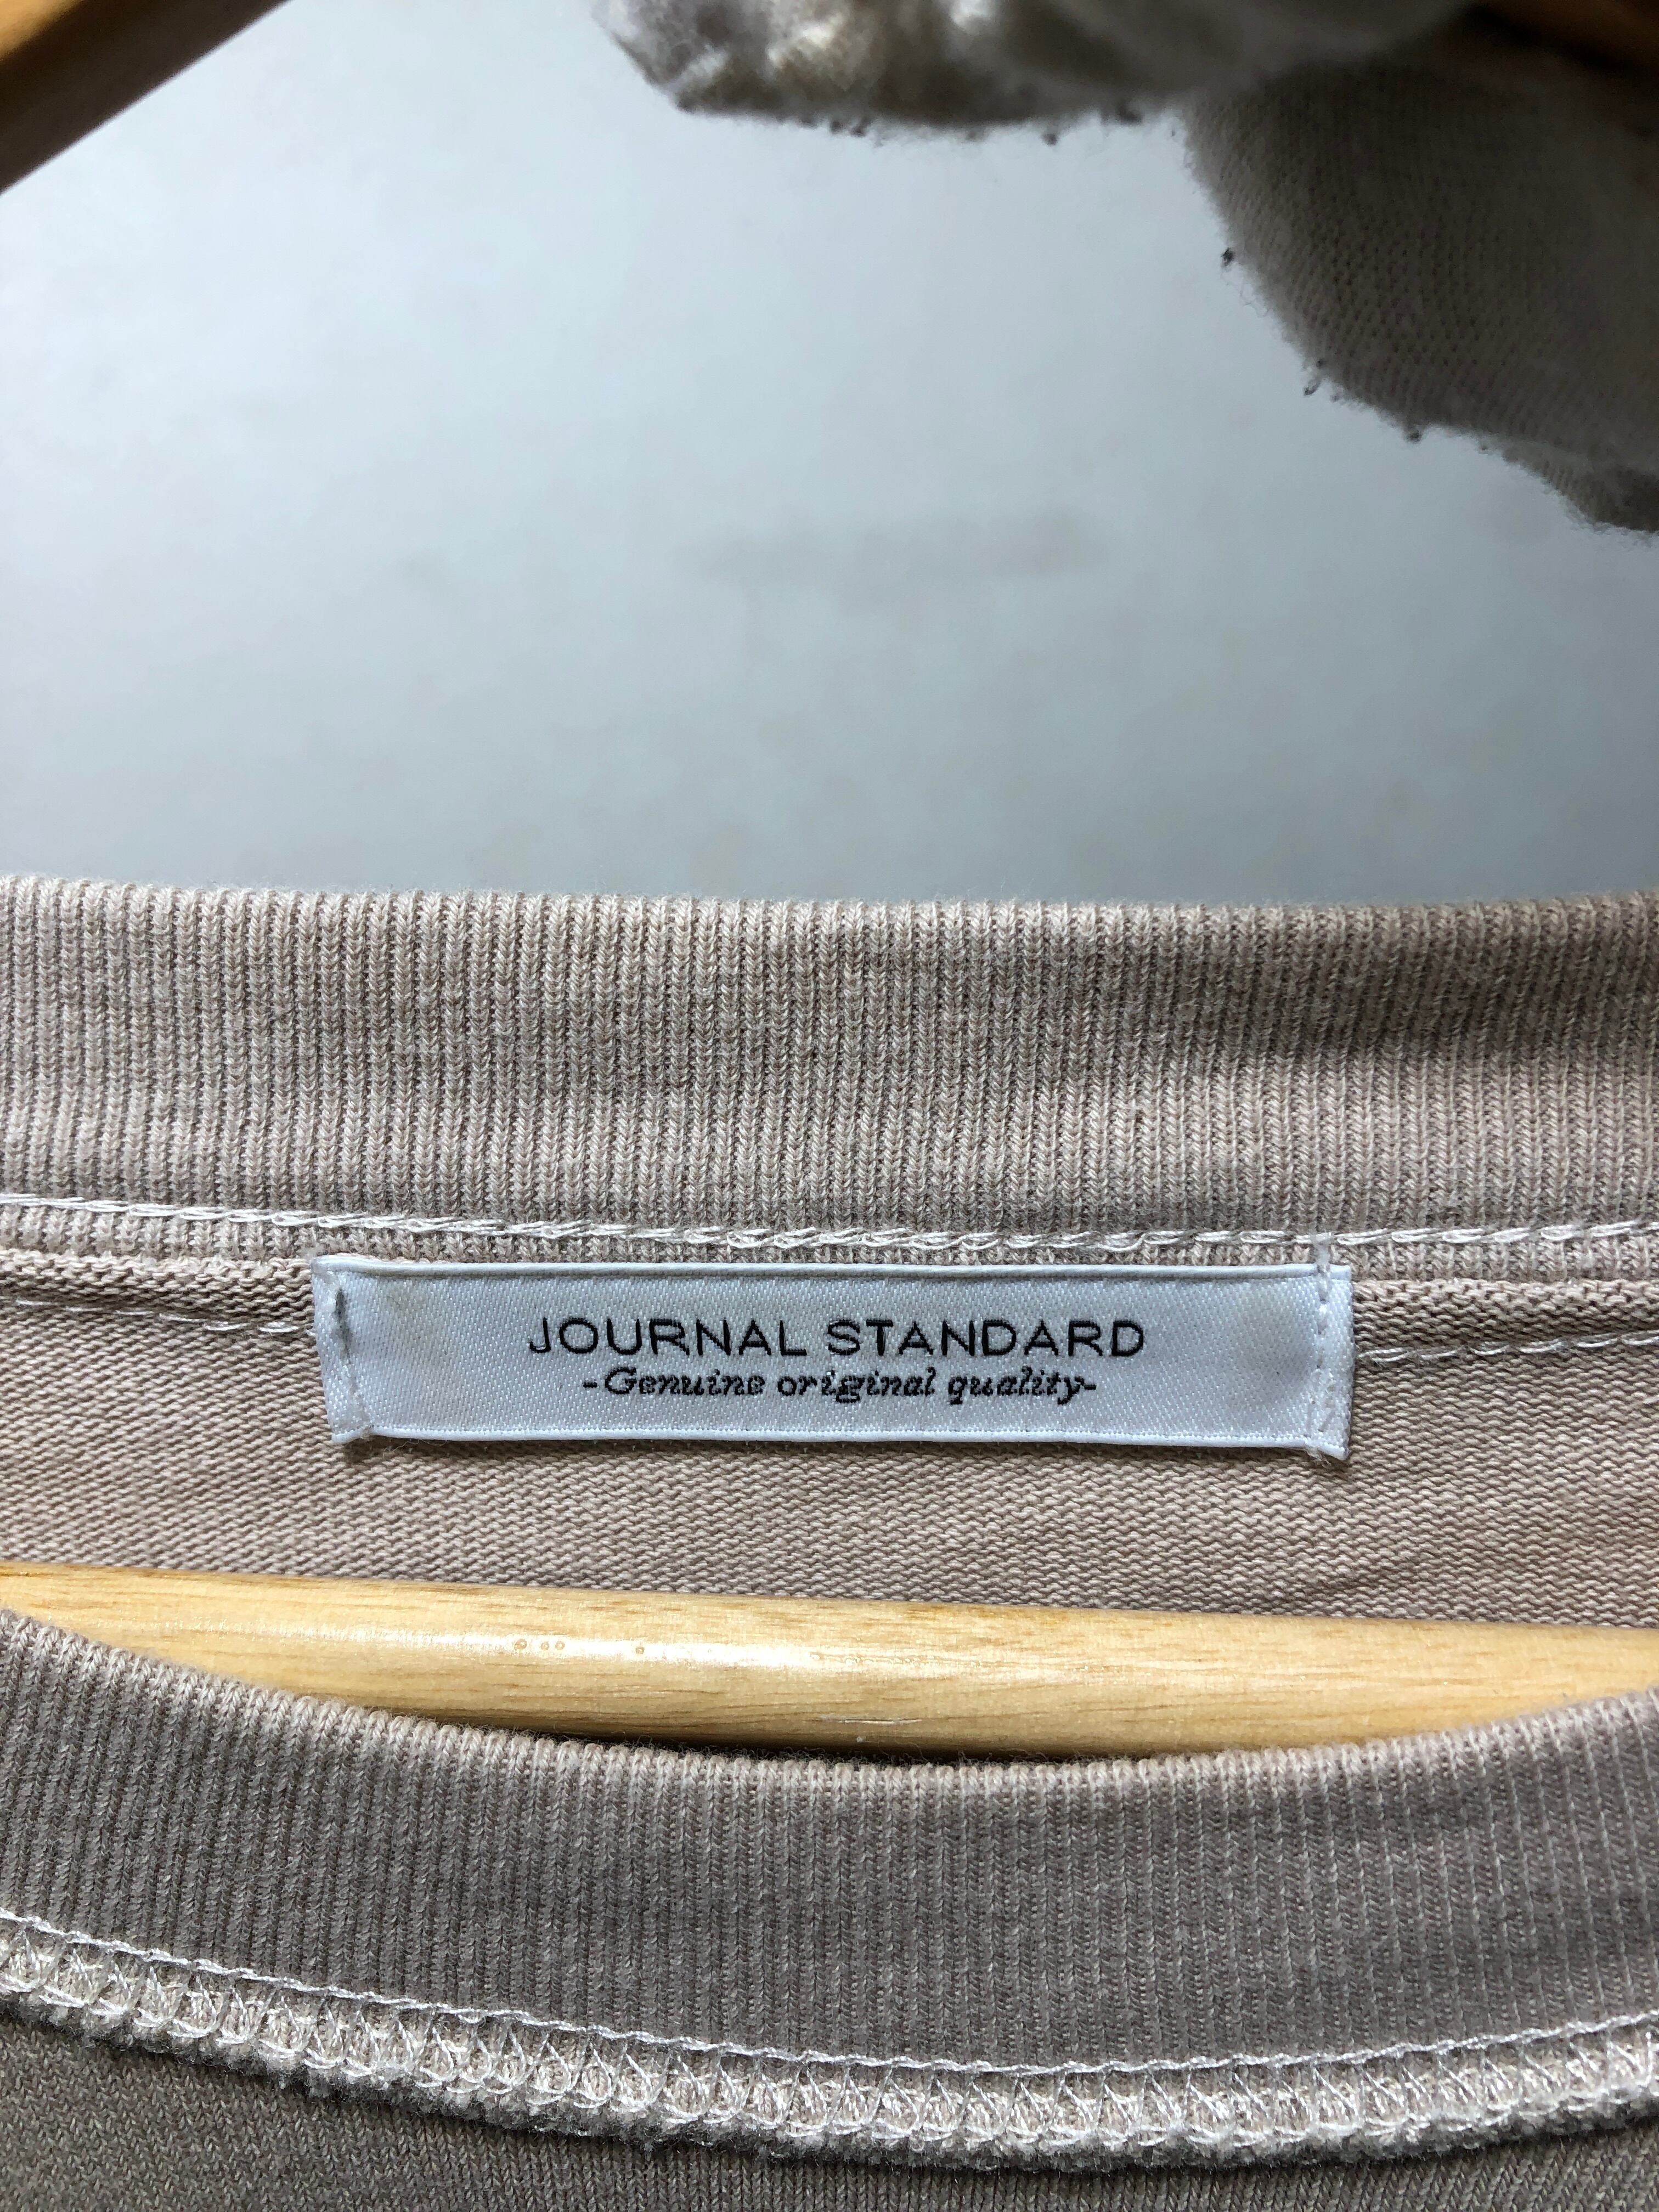 JOURNAL STANDARD
-Genuine original quality-